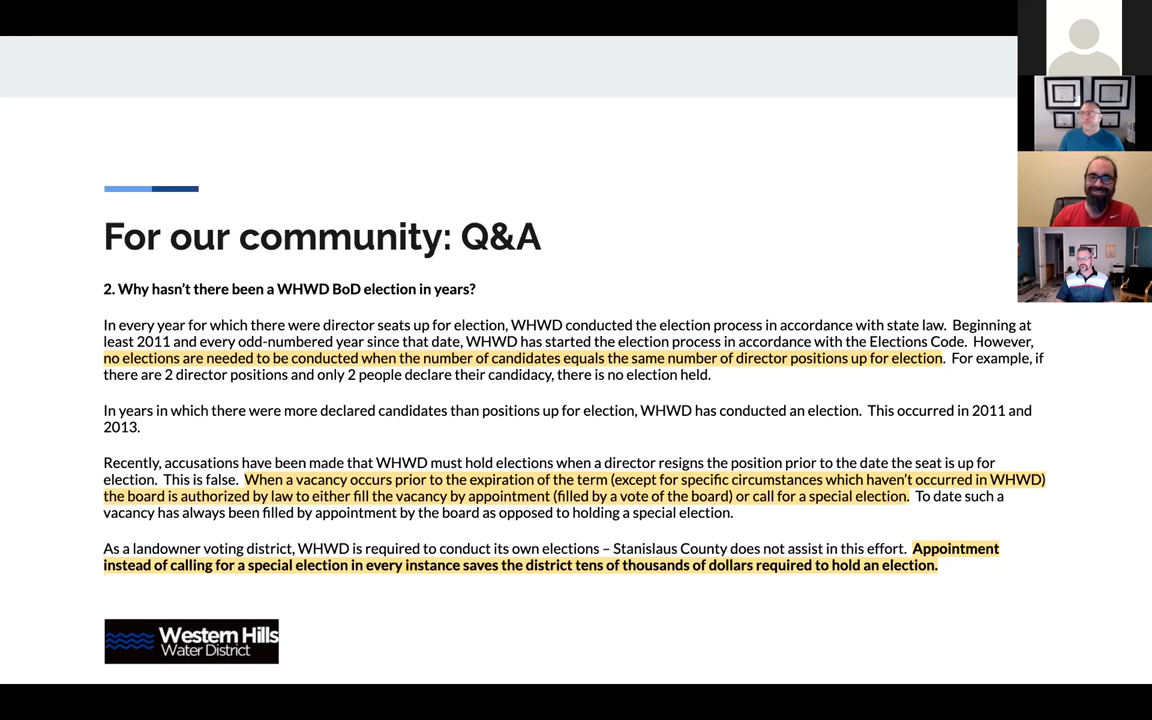 For our community: Q&A
2. Why hasn't there been a WHWD BoD election in years?
In every year for which there were director seats up for election, WHWD conducted the election process in accordance with state law.  Beginning at
least 2011 and every odd-numbered year since that date, WHWD has started the election process in accordance with the Elections Code.  However,
no elections are needed to be conducted when the number of candidates equals the same number of director positions up for election.  For example, if
there are 2 director positions and only 2 people declare their candidacy, there is no election held.
In years in which there were more declared candidates than positions up for election, WHWD has conducted an election.  This occurred in 2011 and
2013.
Recently, accusations have been made that WHWD must hold elections when a director resigns the position prior to the date the seat is up for
election.  This is false.  When a vacancy occurs prior to the expiration of the term (except for specific circumstances which haven't occurred in WHWD)
the board is authorized by law to either fill the vacancy by appointment (filled by a vote of the board) or call for a special election.  To date such a
vacancy has always been filled by appointment by the board as opposed to holding a special election.
As a landowner voting district, WHWD is required to conduct its own elections – Stanislaus County does not assist in this effort.  Appointment
instead of calling for a special election in every instance saves the district tens of thousands of dollars required to hold an election.
Western Hills
Water District